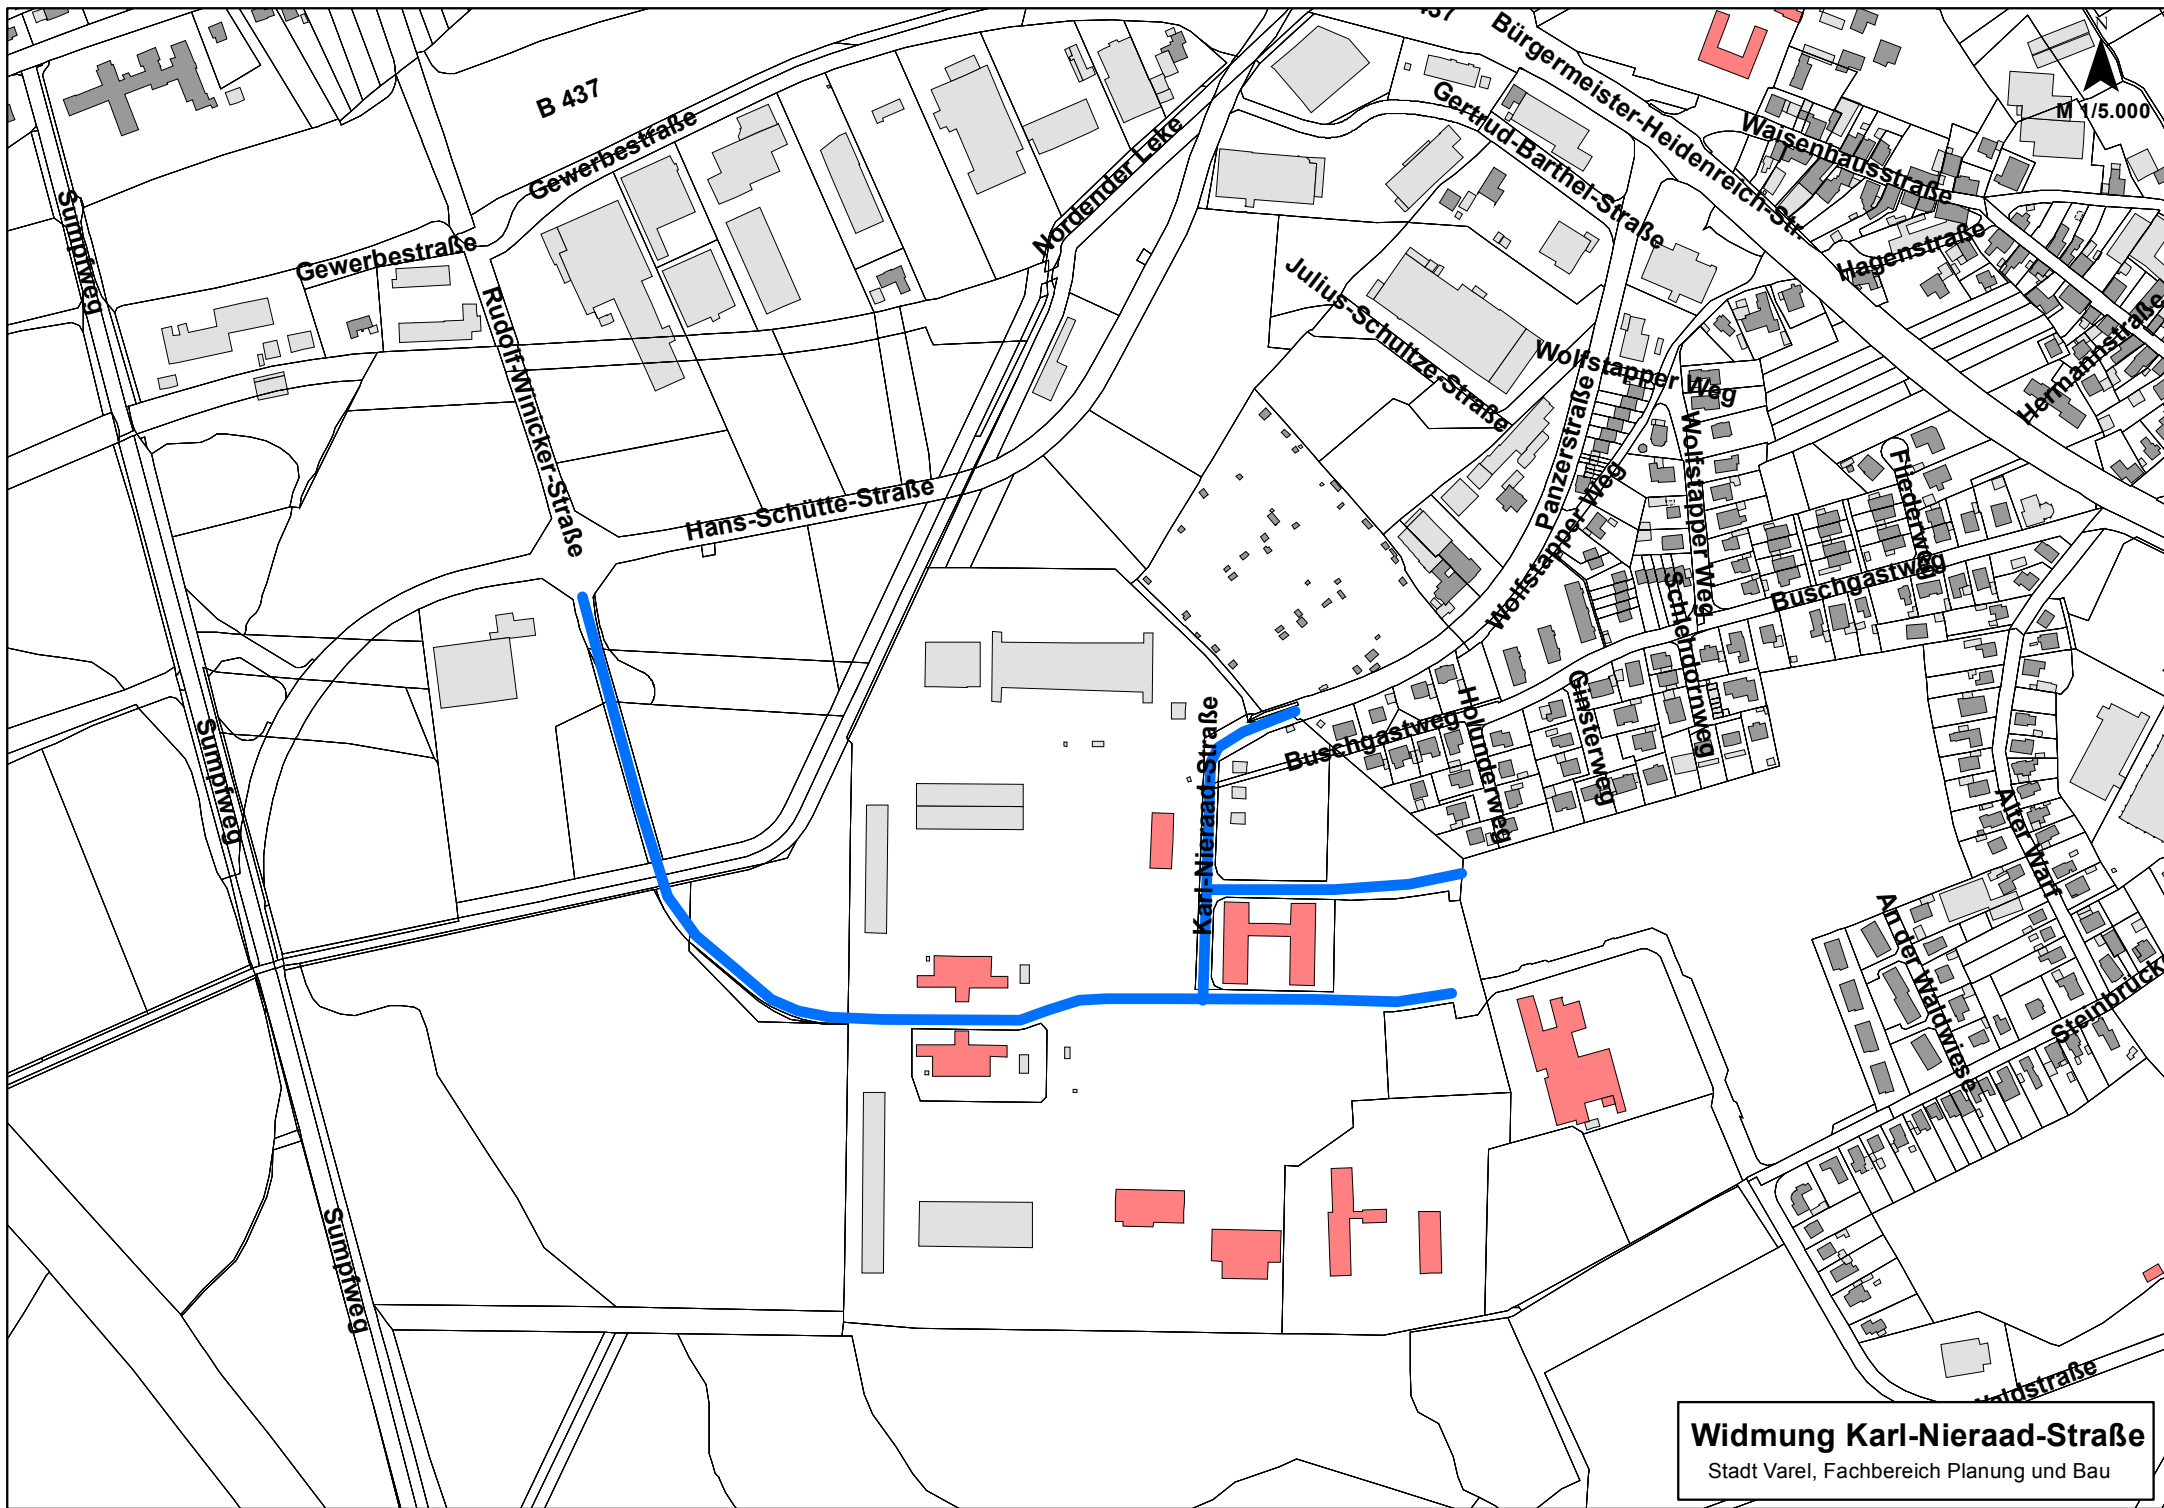 B 437
Bürgermeister-Heidenreich-Str.
M 1/5.000
Gewerbestraße
Gertrud-Barthel-Straße
Waisenhausstraße
Nordender Leke
Sumpfweg
Gewerbestraße
Hagenstraße
Julius-Schultze-Straße
Rudolf-Winicker-Straße
Hermannstraße
Wolfstapper Weg
Panzerstraße
Wolfstapper Weg
Fliederweg
Hans-Schütte-Straße
Wolfstapper Weg
Buschgastweg
Schlehdornweg
Ginsterweg
Holunderweg
Buschgastweg
Karl-Nieraad-Straße
Sumpfweg
Alter Warf
An der Waldwiese
Sumpfweg
Widmung Karl-Nieraad-Straße
Stadt Varel, Fachbereich Planung und Bau